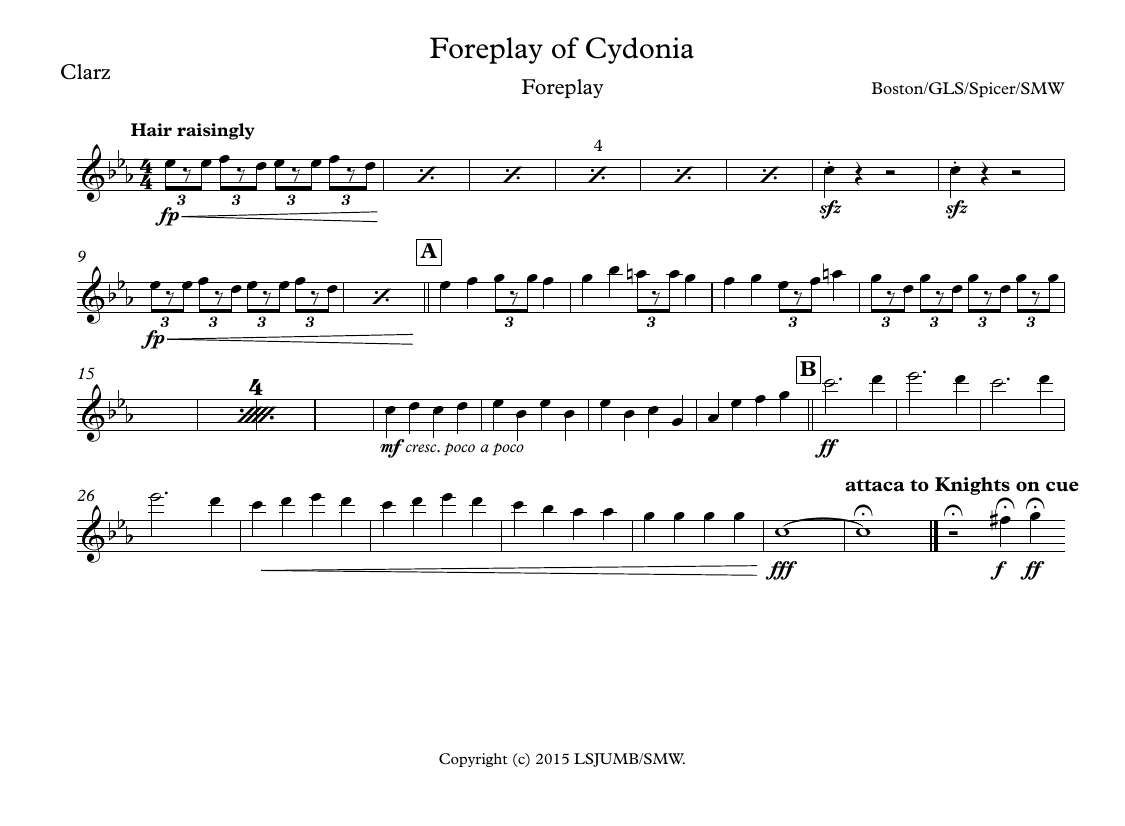 Foreplay of Cydonia
Clarz
Foreplay
Boston/GLS/Spicer/SMW
Hair raisingly
4
4
4
3 3 3 3
fp
sfz sfz
9
A
3 3 3 3 3 3 3 3 3 3 3
fp
15
4
B
mf cresc. poco a poco
ff
26
attaca to Knights on cue
fff f ff
Copyright (c) 2015 LSJUMB/SMW.